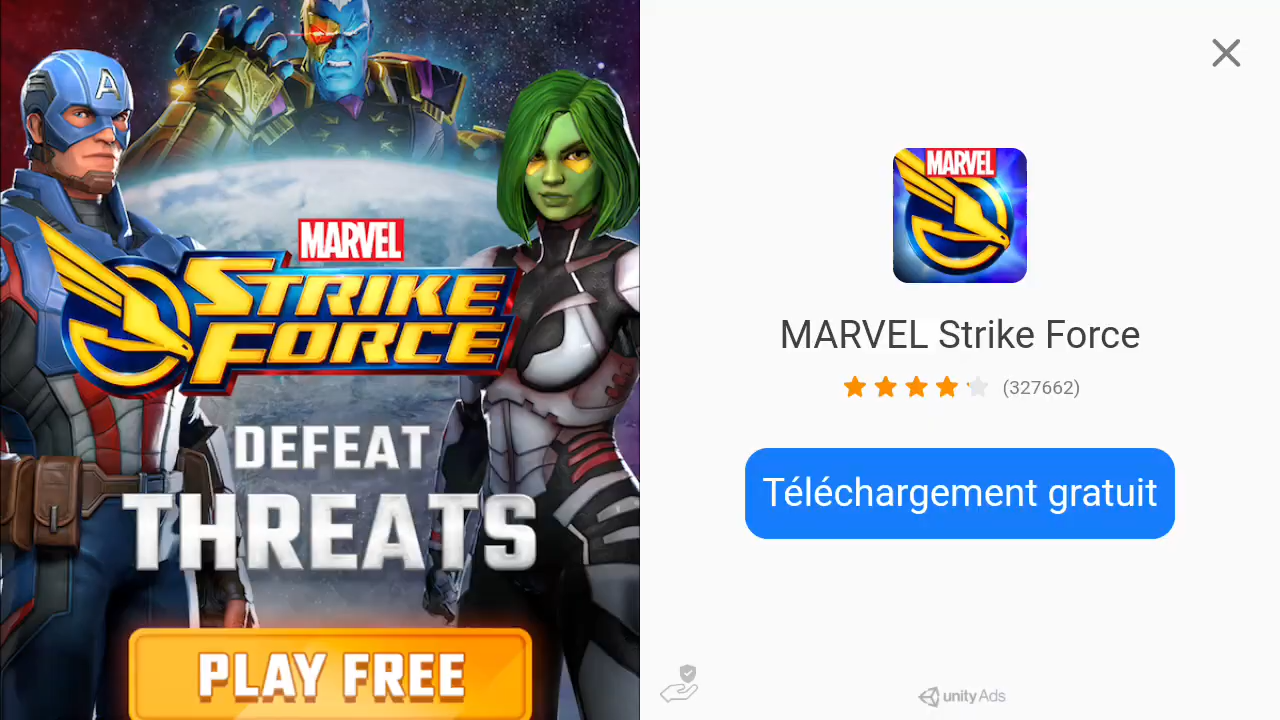 A
MARVEL
STRIKE
FORCE
DEFEAT
THREATS
PLAY FREE
MARVEL
MARVEL Strike Force
(327662)
Téléchargement gratuit
unity Ads